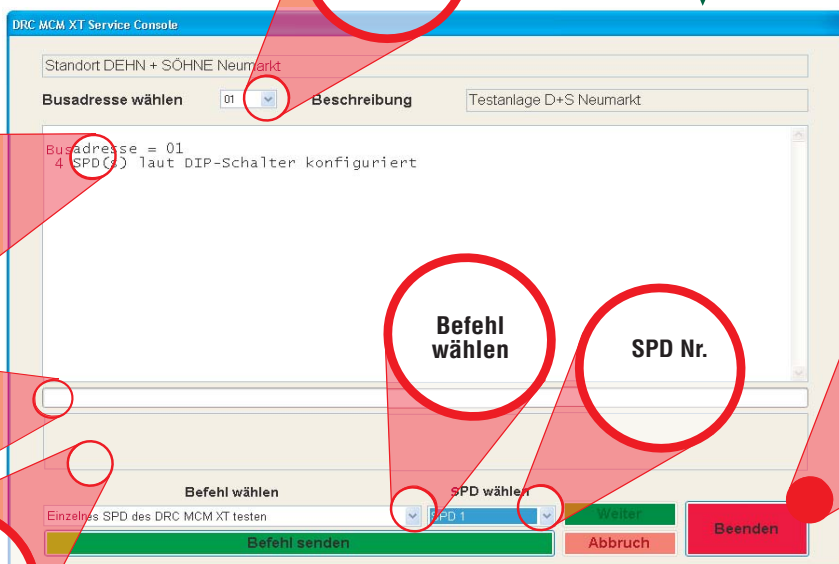 DRC MCM XT Service Console
Standort DEHN + SÖHNE Neumarkt
Busadresse wählen 01 Beschreibung Testanlage D+S Neumarkt
Busadresse = 01
4 SPD(s) laut DIP-Schalter konfiguriert
Befehl
wählen
SPD Nr.
Befehl wählen SPD wählen
Einzelnes SPD des DRC MCM XT testen SPD 1 Weiter
Beenden
Befehl senden Abbruch